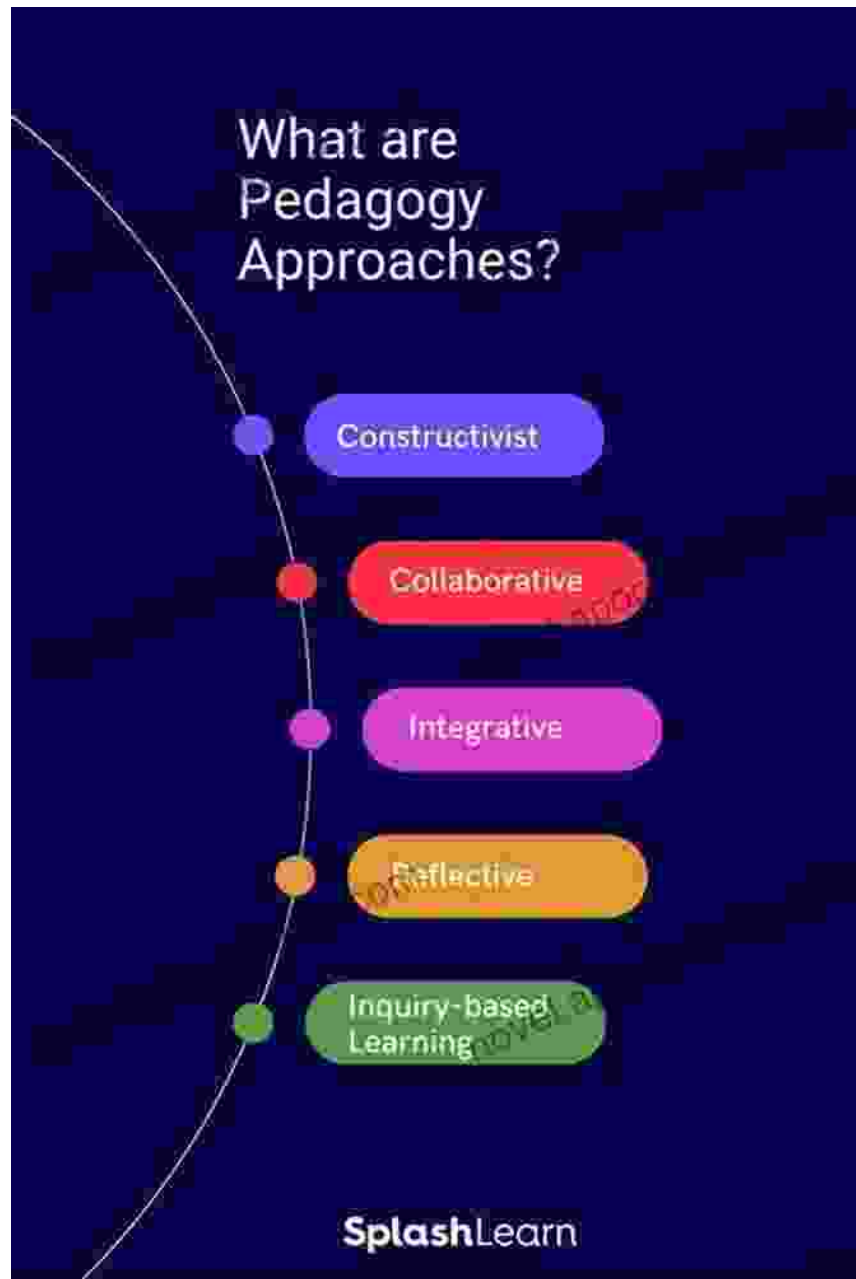 What are
Pedagogy
Approaches?
Constructivist
Collaborative
Integrative
Reflective
Inquiry-based
Learning
SplashLearn